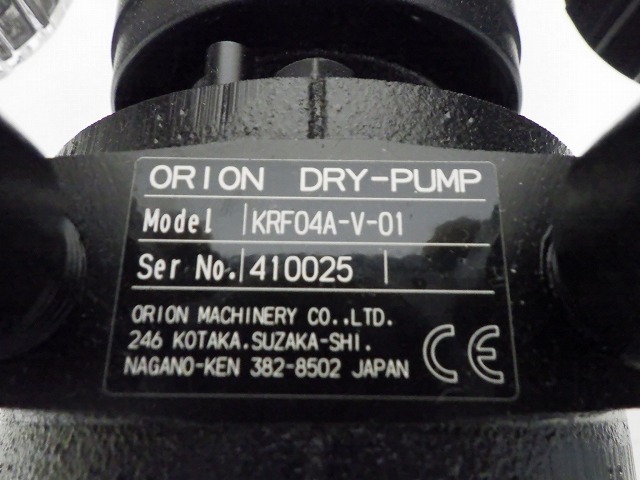 ORION DRY-PUMP
Model KRF04A-V-01
Ser No. 410025
ORION MACHINERY CO.,LTD.
246 KOTAKA.SUZAKA-SHI.
NAGANO-KEN 382-8502 JAPAN
CE